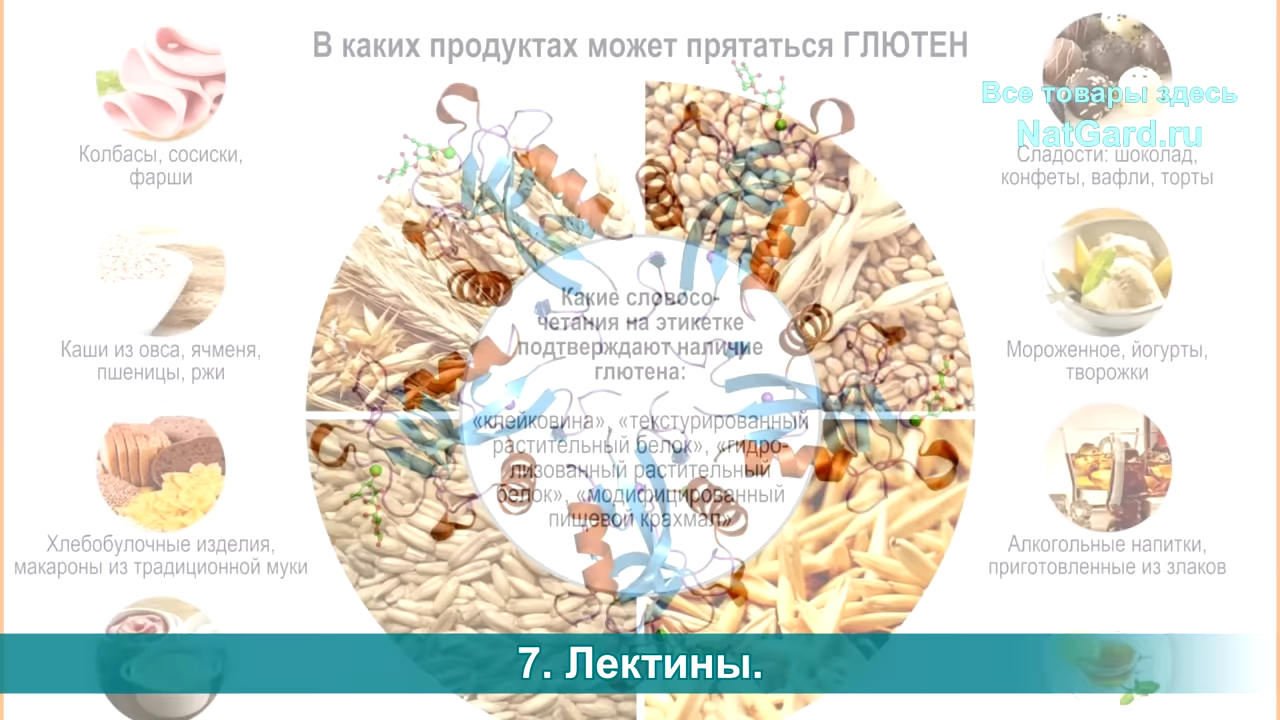 В каких продуктах может прятаться ГЛЮТЕН
Все товары здесь
NatGard.ru
Колбасы, сосиски,
фарши
Сладости: шоколад,
конфеты, вафли, торты
Каши из овса, ячменя,
пшеницы, ржи
Какие словосо-
четания на этикетке
подтверждают наличие
глютена:
«клейковина», «текстурированный
растительный белок», «гидро-
лизованный растительный
белок», «модифицированный
пищевой крахмал»
Мороженное, йогурты,
творожки
Хлебобулочные изделия,
макароны из традиционной муки
Алкогольные напитки,
приготовленные из злаков
7. Лектины.